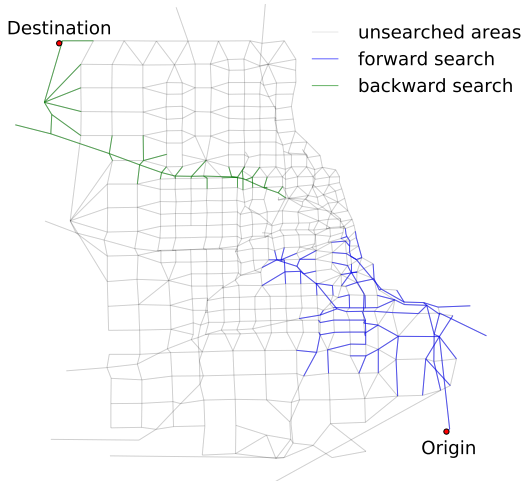 Destination
unsearched areas
forward search
backward search
Origin